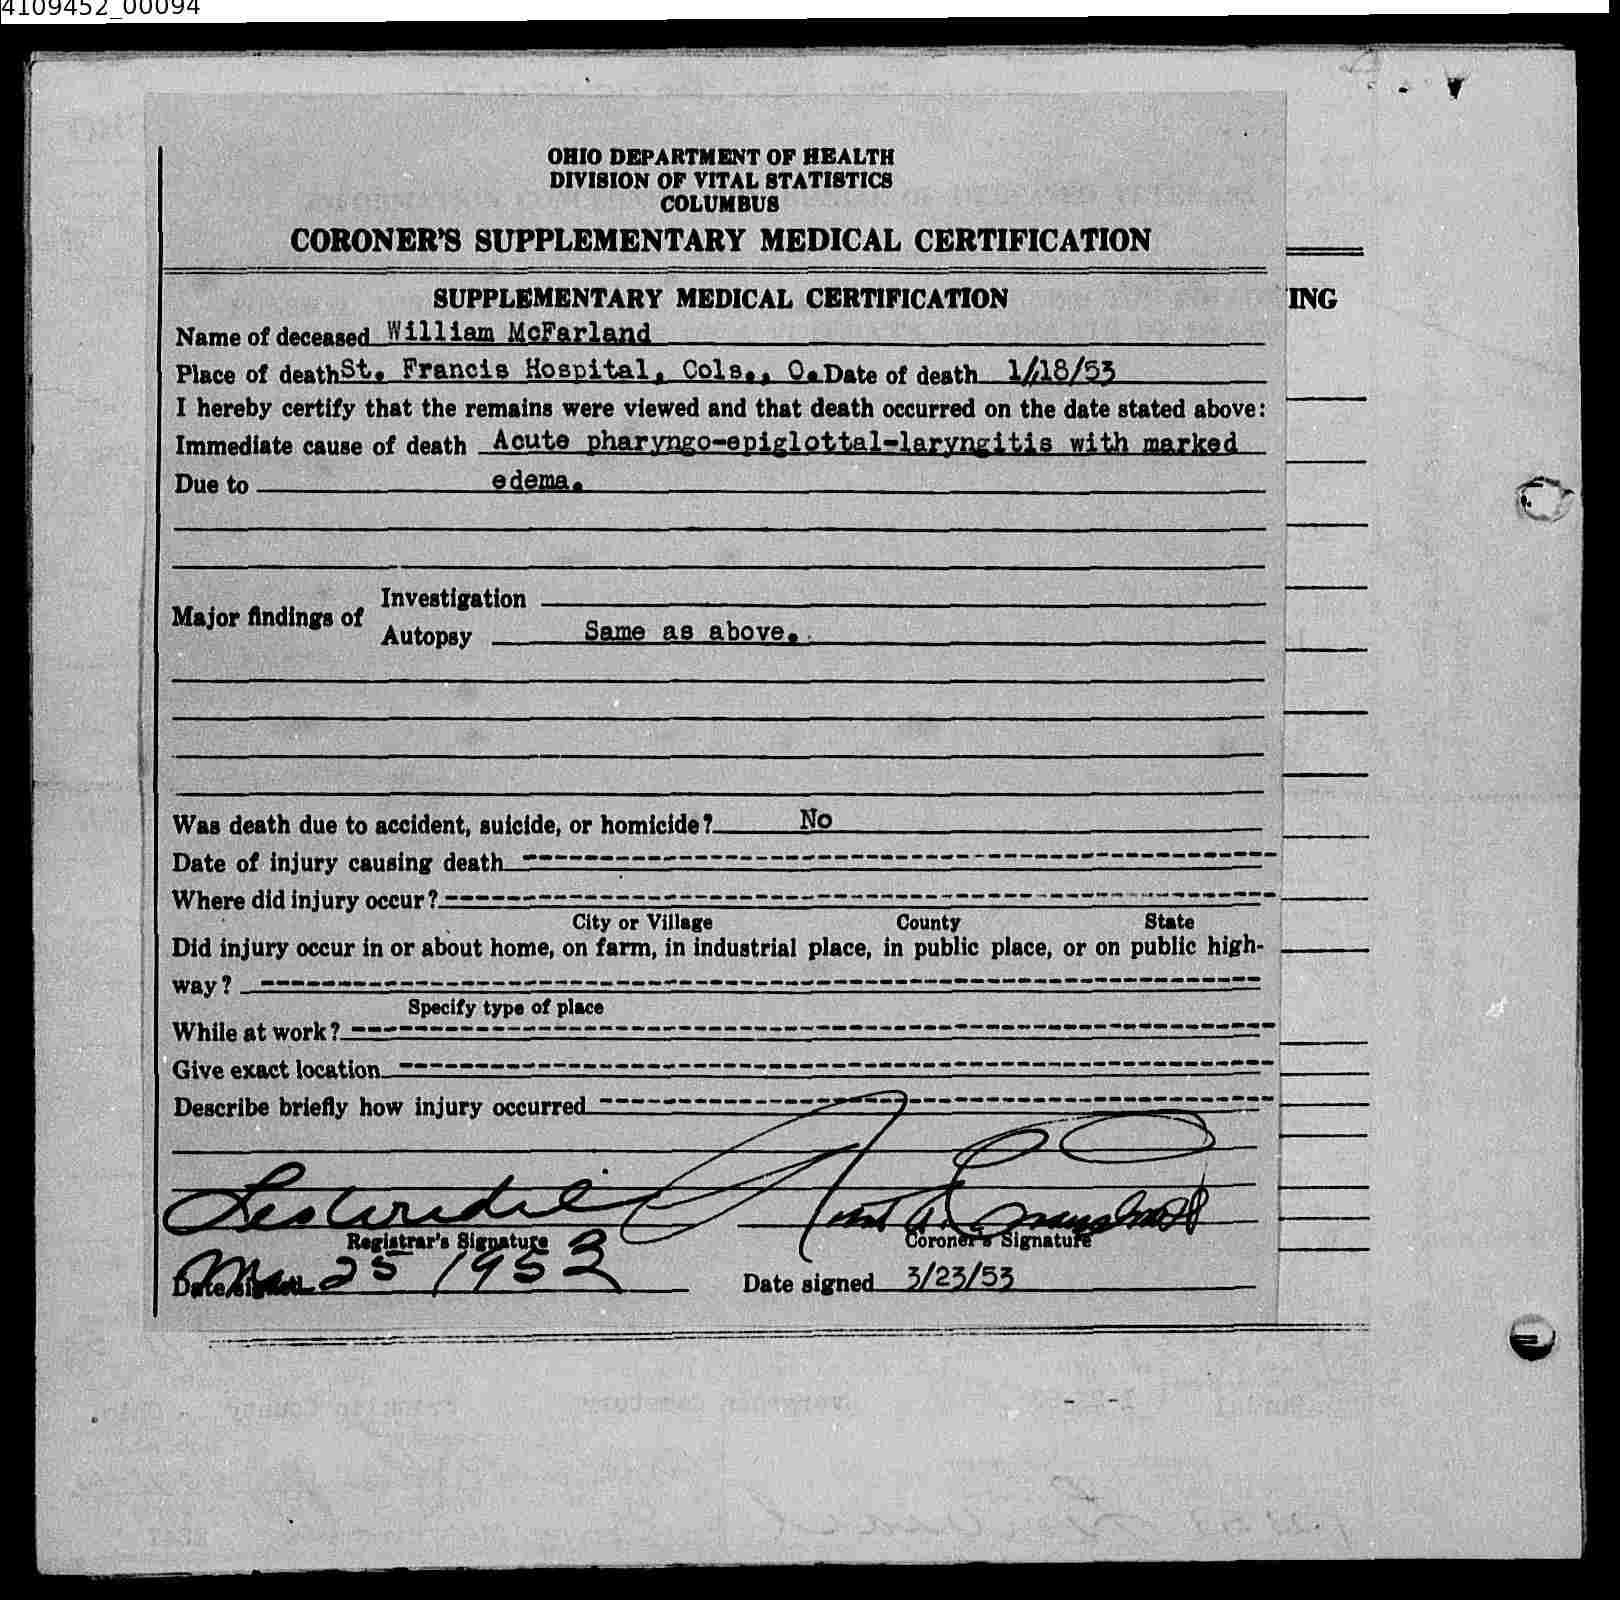 4109452_00094
OHIO DEPARTMENT OF HEALTH
DIVISION OF VITAL STATISTICS
COLUMBUS
CORONER'S SUPPLEMENTARY MEDICAL CERTIFICATION
SUPPLEMENTARY MEDICAL CERTIFICATION
ING
Name of deceased William McFarland
Place of death St. Francis Hospital, Cols., O. Date of death 1/18/53
I hereby certify that the remains were viewed and that death occurred on the date stated above:
Immediate cause of death Acute pharyngo-epiglottal-laryngitis with marked
Due to edema.
Major findings of
Investigation
Autopsy Same as above.
Was death due to accident, suicide, or homicide? No
Date of injury causing death
Where did injury occur?
City or Village County State
Did injury occur in or about home, on farm, in industrial place, in public place, or on public high-
way?
Specify type of place
While at work?
Give exact location
Describe briefly how injury occurred
Registrar's Signature Coroner's Signature
Date signed 25 1953 Date signed 3/23/53